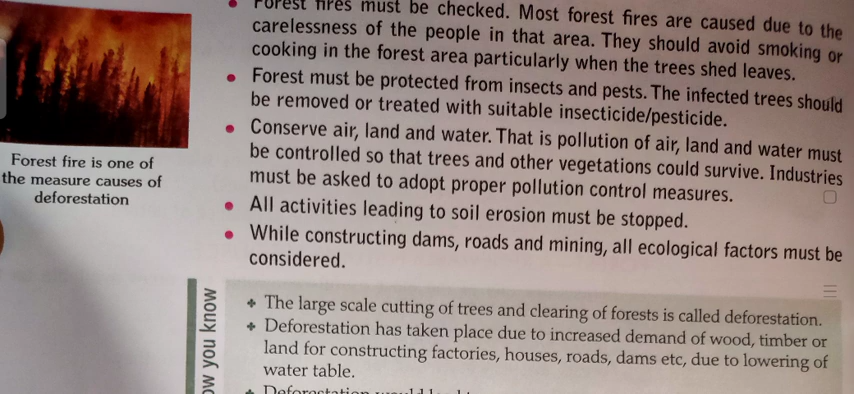 Forest fires must be checked. Most forest fires are caused due to the
carelessness of the people in that area. They should avoid smoking or
cooking in the forest area particularly when the trees shed leaves.
Forest must be protected from insects and pests. The infected trees should
be removed or treated with suitable insecticide/pesticide.
Conserve air, land and water. That is pollution of air, land and water must
be controlled so that trees and other vegetations could survive. Industries
must be asked to adopt proper pollution control measures.
All activities leading to soil erosion must be stopped.
While constructing dams, roads and mining, all ecological factors must be
considered.
Forest fire is one of
the measure causes of
deforestation
ow you know
The large scale cutting of trees and clearing of forests is called deforestation.
Deforestation has taken place due to increased demand of wood, timber or
land for constructing factories, houses, roads, dams etc, due to lowering of
water table.
Deforestation would